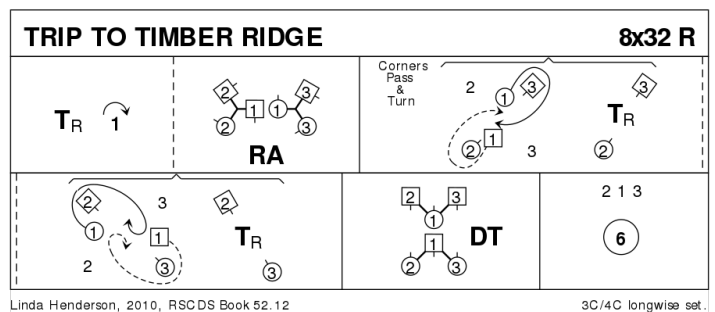 TRIP TO TIMBER RIDGE 8x32 R
TR 1
2 3
1 1
2 3
RA
Corners
Pass
&
Turn
2 3 3
1
TR
1
2 3 2
2 3 2
1 1
TR
2 3 3
2 3
1
1
DT
2 3
2 1 3
6
Linda Henderson, 2010, RSCDS Book 52.12 3C/4C longwise set.